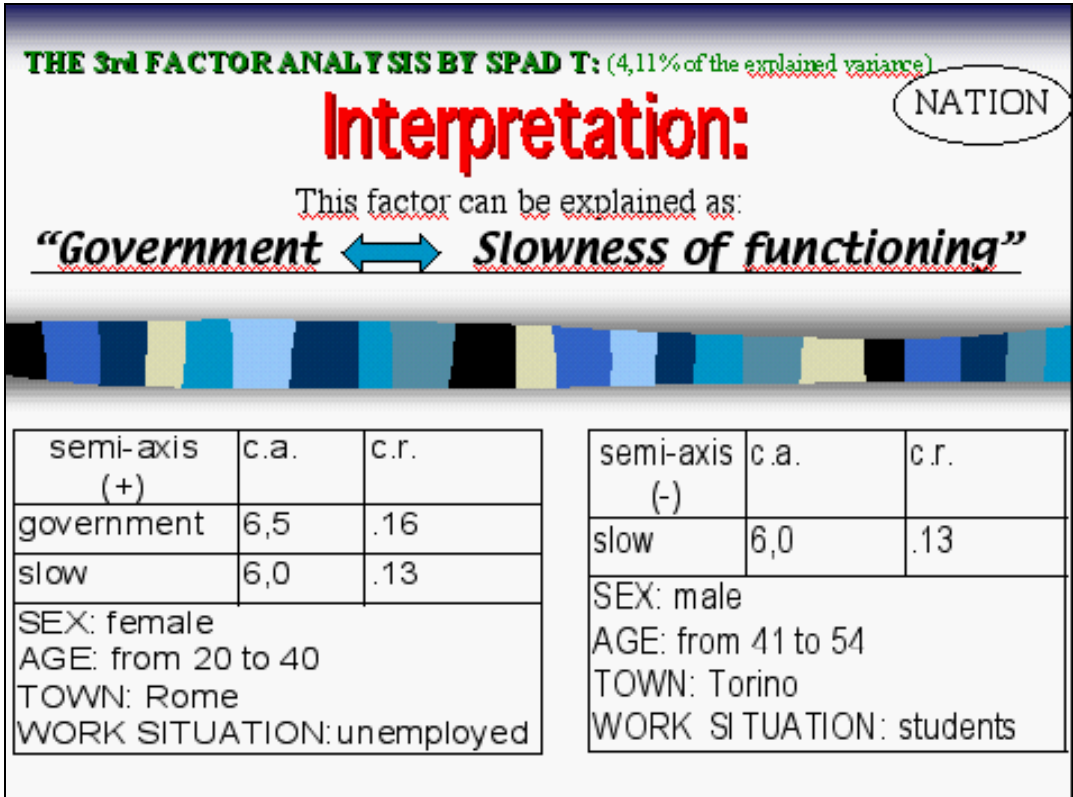 THE 3rd FACTOR ANALYSIS BY SPAD T: (4,11% of the explained variance)
NATION
Interpretation:
This factor can be explained as:
“Government Slowness of functioning”
semi-axis (+) c.a. c.r.
government 6,5 .16
slow 6,0 .13
SEX: female
AGE: from 20 to 40
TOWN: Rome
WORK SITUATION: unemployed
semi-axis (-) c.a. c.r.
slow 6,0 .13
SEX: male
AGE: from 41 to 54
TOWN: Torino
WORK SITUATION: students